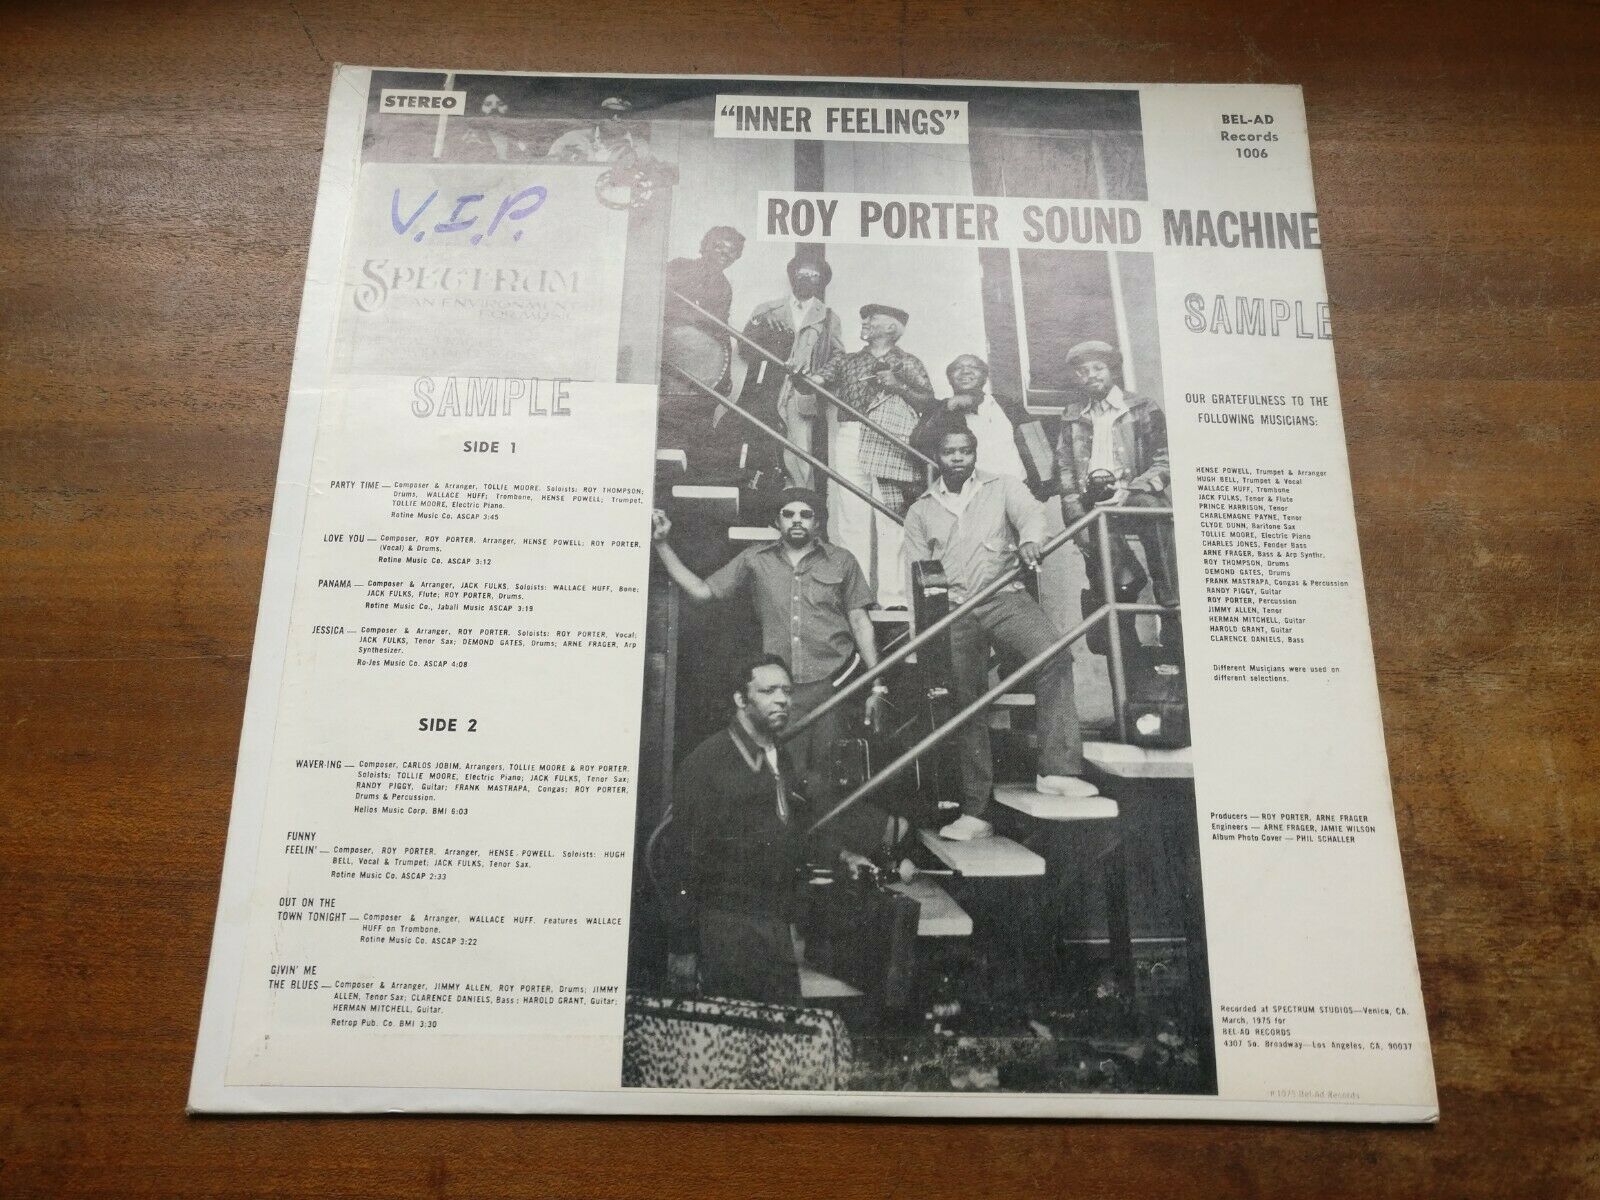 STEREO
"INNER FEELINGS"
BEL-AD
Records
1006
ROY PORTER SOUND MACHINE
V.I.P.
SPECTRUM
AN ENVIRONMENT
FOR MUSIC
SAMPLE
SAMPLE
SIDE 1
PARTY TIME — Composer & Arranger, TOLLIE MOORE. Soloists: ROY THOMPSON;
Drums, WALLACE HUFF; Trombone, HENSE POWELL; Trumpet,
TOLLIE MOORE, Electric Piano.
Rotine Music Co. ASCAP 3:45
LOVE YOU — Composer, ROY PORTER. Arranger, HENSE POWELL; ROY PORTER,
(Vocal) & Drums.
Rotine Music Co. ASCAP 3:12
PANAMA — Composer & Arranger, JACK FULKS. Soloists: WALLACE HUFF, Bone;
JACK FULKS, Flute; ROY PORTER, Drums.
Rotine Music Co., Jabali Music ASCAP 3:19
JESSICA — Composer & Arranger, ROY PORTER. Soloists: ROY PORTER, Vocal;
JACK FULKS, Tenor Sax; DEMOND GATES, Drums; ARNE FRAGER, Arp
Synthesizer.
Ro-Jes Music Co. ASCAP 4:08
SIDE 2
WAVER-ING — Composer, CARLOS JOBIM. Arrangers, TOLLIE MOORE & ROY PORTER.
Soloists: TOLLIE MOORE, Electric Piano; JACK FULKS, Tenor Sax;
RANDY PIGGY, Guitar; FRANK MASTRAPA, Congas; ROY PORTER,
Drums & Percussion.
Helios Music Corp. BMI 6:03
FUNNY
FEELIN' — Composer, ROY PORTER. Arranger, HENSE POWELL. Soloists: HUGH
BELL, Vocal & Trumpet; JACK FULKS, Tenor Sax.
Rotine Music Co. ASCAP 2:33
OUT ON THE
TOWN TONIGHT — Composer & Arranger, WALLACE HUFF. Features WALLACE
HUFF on Trombone.
Rotine Music Co. ASCAP 3:22
GIVIN' ME
THE BLUES — Composer & Arranger, JIMMY ALLEN, ROY PORTER, Drums; JIMMY
ALLEN, Tenor Sax; CLARENCE DANIELS, Bass; HAROLD GRANT, Guitar;
HERMAN MITCHELL, Guitar.
Retrop Pub. Co. BMI 3:30
OUR GRATEFULNESS TO THE
FOLLOWING MUSICIANS:
HENSE POWELL, Trumpet & Arranger
HUGH BELL, Trumpet & Vocal
WALLACE HUFF, Trombone
JACK FULKS, Tenor & Flute
PRINCE HARRISON, Tenor
CHARLEMAGNE PAYNE, Tenor
CLYDE DUNN, Baritone Sax
TOLLIE MOORE, Electric Piano
CHARLES JONES, Fender Bass
ARNE FRAGER, Bass & Arp Synthr.
ROY THOMPSON, Drums
DEMOND GATES, Drums
FRANK MASTRAPA, Congas & Percussion
RANDY PIGGY, Guitar
ROY PORTER, Percussion
JIMMY ALLEN, Tenor
HERMAN MITCHELL, Guitar
HAROLD GRANT, Guitar
CLARENCE DANIELS, Bass
Different Musicians were used on
different selections.
Producers — ROY PORTER, ARNE FRAGER
Engineers — ARNE FRAGER, JAMIE WILSON
Album Photo Cover — PHIL SCHALLER
Recorded at SPECTRUM STUDIOS—Venice, CA.
March, 1975 for
BEL-AD RECORDS
4307 So. Broadway—Los Angeles, CA. 90037
1975 Bel-Ad Records